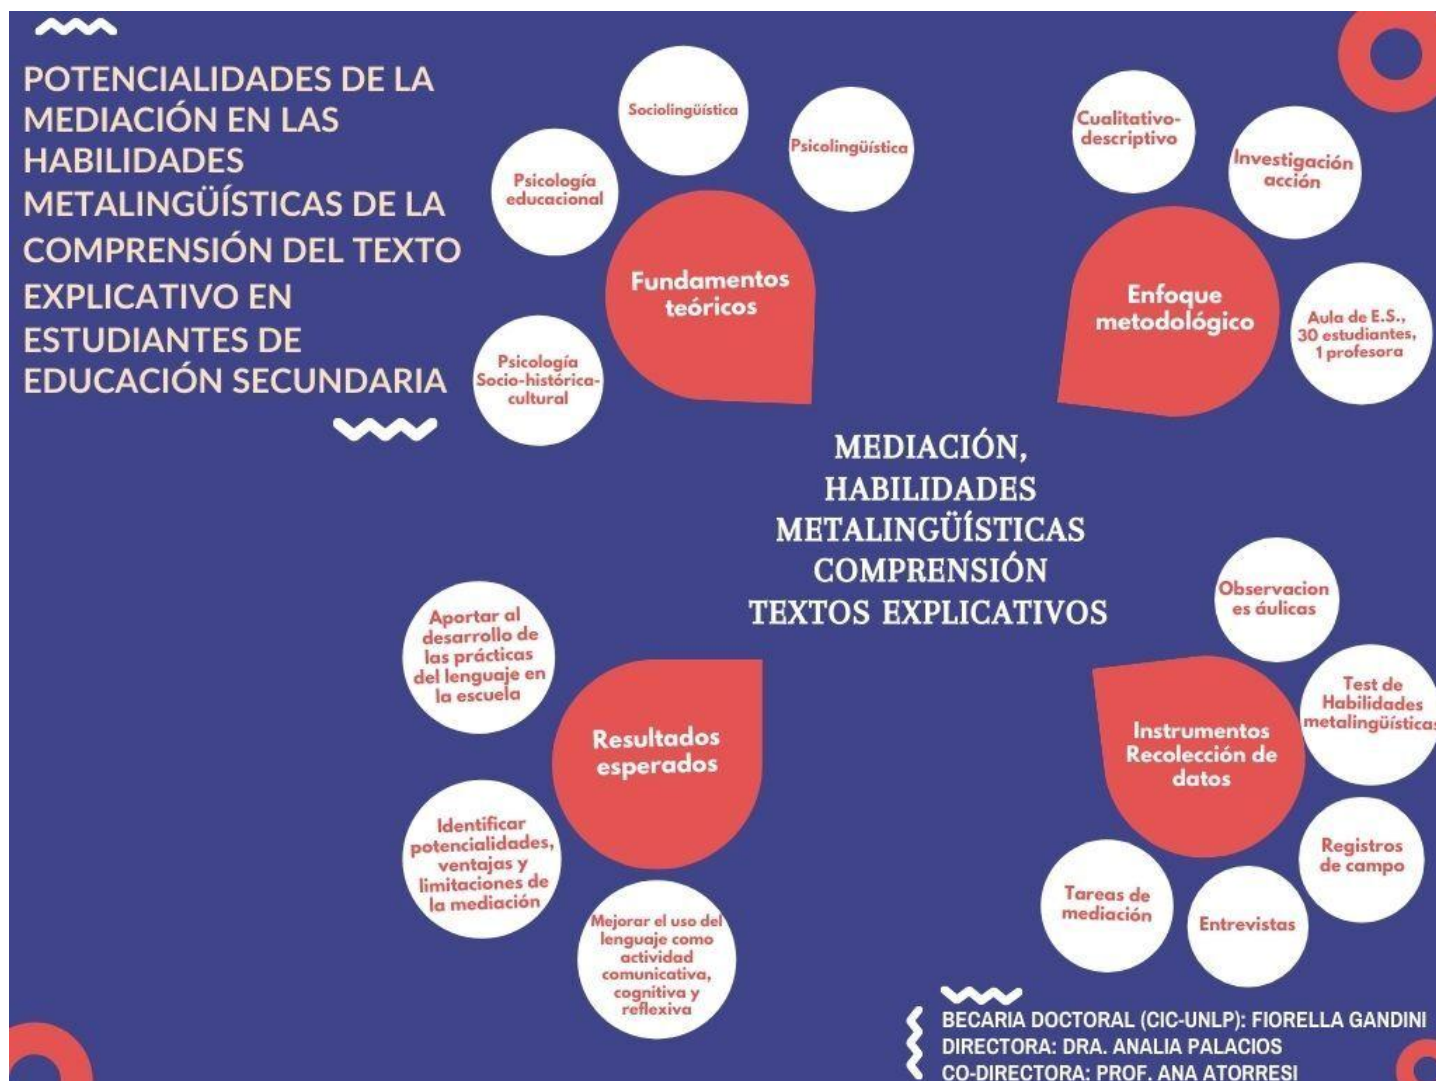 POTENCIALIDADES DE LA
MEDIACIÓN EN LAS
HABILIDADES
METALINGÜÍSTICAS DE LA
COMPRENSIÓN DEL TEXTO
EXPLICATIVO EN
ESTUDIANTES DE
EDUCACIÓN SECUNDARIA
Fundamentos
teóricos
Psicología
Socio-histórica-
cultural
Psicología
educacional
Sociolingüística
Psicolingüística
Enfoque
metodológico
Cualitativo-
descriptivo
Investigación
acción
Aula de E.S.,
30 estudiantes,
1 profesora
MEDIACIÓN,
HABILIDADES
METALINGÜÍSTICAS
COMPRENSIÓN
TEXTOS EXPLICATIVOS
Resultados
esperados
Aportar al
desarrollo de
las prácticas
del lenguaje en
la escuela
Identificar
potencialidades,
ventajas y
limitaciones de
la mediación
Mejorar el uso del
lenguaje como
actividad
comunicativa,
cognitiva y
reflexiva
Instrumentos
Recolección de
datos
Observacion
es áulicas
Test de
Habilidades
metalingüísticas
Registros
de campo
Entrevistas
Tareas de
mediación
BECARIA DOCTORAL (CIC-UNLP): FIORELLA GANDINI
DIRECTORA: DRA. ANALIA PALACIOS
CO-DIRECTORA: PROF. ANA ATORRESI